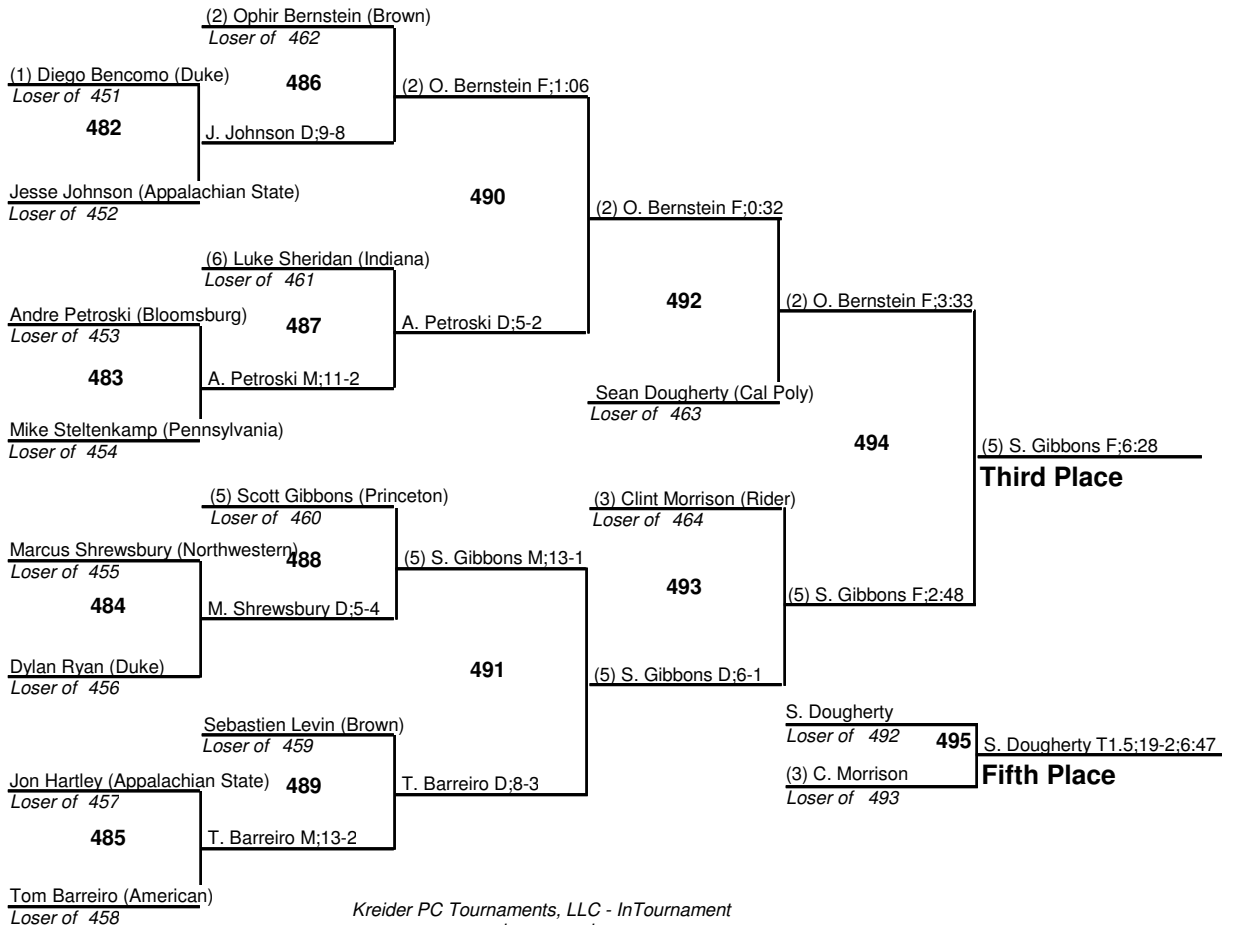 (2) Ophir Bernstein (Brown)
Loser of 462
(1) Diego Bencomo (Duke)
Loser of 451
486
(2) O. Bernstein F;1:06
482
J. Johnson D;9-8
Jesse Johnson (Appalachian State)
Loser of 452
490
(2) O. Bernstein F;0:32
(6) Luke Sheridan (Indiana)
Loser of 461
Andre Petroski (Bloomsburg)
Loser of 453
487
A. Petroski D;5-2
492
(2) O. Bernstein F;3:33
483
A. Petroski M;11-2
Sean Dougherty (Cal Poly)
Loser of 463
Mike Steltenkamp (Pennsylvania)
Loser of 454
494
(5) S. Gibbons F;6:28
Third Place
(5) Scott Gibbons (Princeton)
Loser of 460
(3) Clint Morrison (Rider)
Loser of 464
Marcus Shrewsbury (Northwestern)
Loser of 455
488
(5) S. Gibbons M;13-1
484
M. Shrewsbury D;5-4
493
(5) S. Gibbons F;2:48
Dylan Ryan (Duke)
Loser of 456
491
(5) S. Gibbons D;6-1
Sebastien Levin (Brown)
Loser of 459
S. Dougherty
Loser of 492
495
S. Dougherty T1.5;19-2;6:47
Fifth Place
(3) C. Morrison
Loser of 493
Jon Hartley (Appalachian State)
Loser of 457
489
T. Barreiro D;8-3
485
T. Barreiro M;13-2
Tom Barreiro (American)
Loser of 458
Kreider PC Tournaments, LLC - InTournament